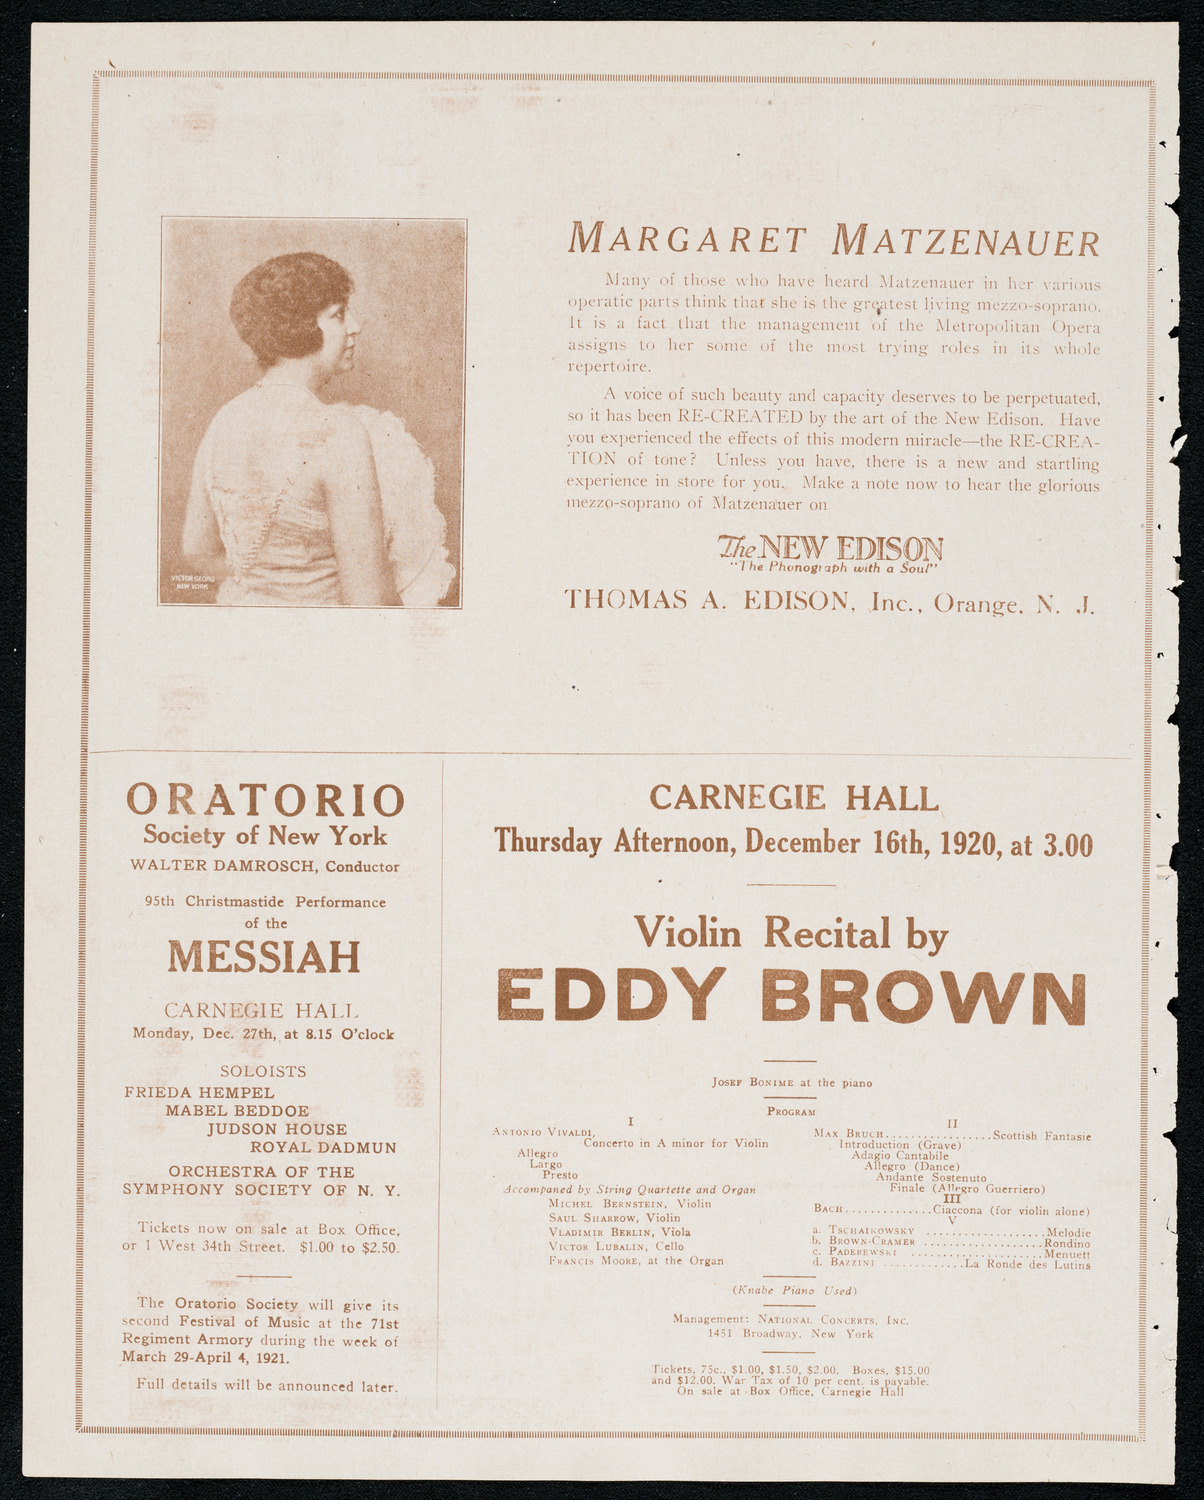 MARGARET MATZENAUER
Many of those who have heard Matzenauer in her various
operatic parts think that she is the greatest living mezzo-soprano.
It is a fact that the management of the Metropolitan Opera
assigns to her some of the most trying roles in its whole
repertoire.
A voice of such beauty and capacity deserves to be perpetuated,
so it has been RE-CREATED by the art of the New Edison. Have
you experienced the effects of this modern miracle—the RE-CREA-
TION of tone? Unless you have, there is a new and startling
experience in store for you. Make a note now to hear the glorious
mezzo-soprano of Matzenauer on
The NEW EDISON
"The Phonograph with a Soul"
THOMAS A. EDISON, Inc., Orange, N. J.
VICTOR GEORG
NEW YORK
ORATORIO
Society of New York
WALTER DAMROSCH, Conductor
95th Christmastide Performance
of the
MESSIAH
CARNEGIE HALL
Monday, Dec. 27th, at 8.15 O'clock
SOLOISTS
FRIEDA HEMPEL
MABEL BEDDOE
JUDSON HOUSE
ROYAL DADMUN
ORCHESTRA OF THE
SYMPHONY SOCIETY OF N. Y.
Tickets now on sale at Box Office,
or 1 West 34th Street. $1.00 to $2.50.
The Oratorio Society will give its
second Festival of Music at the 71st
Regiment Armory during the week of
March 29-April 4, 1921.
Full details will be announced later.
CARNEGIE HALL
Thursday Afternoon, December 16th, 1920, at 3.00
Violin Recital by
EDDY BROWN
JOSEF BONIME at the piano
PROGRAM
I
ANTONIO VIVALDI,
Concerto in A minor for Violin
Allegro
Largo
Presto
Accompaned by String Quartette and Organ
MICHEL BERNSTEIN, Violin
SAUL SHARROW, Violin
VLADIMIR BERLIN, Viola
VICTOR LUBALIN, Cello
FRANCIS MOORE, at the Organ
II
MAX BRUCH.................Scottish Fantasie
Introduction (Grave)
Adagio Cantabile
Allegro (Dance)
Andante Sostenuto
Finale (Allegro Guerriero)
III
BACH..............Ciaccona (for violin alone)
V
a. TSCHAIKOWSKY ..................Melodie
b. BROWN-CRAMER ..................Rondino
c. PADEREWSKI ....................Menuett
d. BAZZINI ............La Ronde des Lutins
(Knabe Piano Used)
Management: NATIONAL CONCERTS, INC.
1451 Broadway, New York
Tickets, 75c., $1.00, $1.50, $2.00. Boxes, $15.00
and $12.00. War Tax of 10 per cent. is payable.
On sale at Box Office, Carnegie Hall